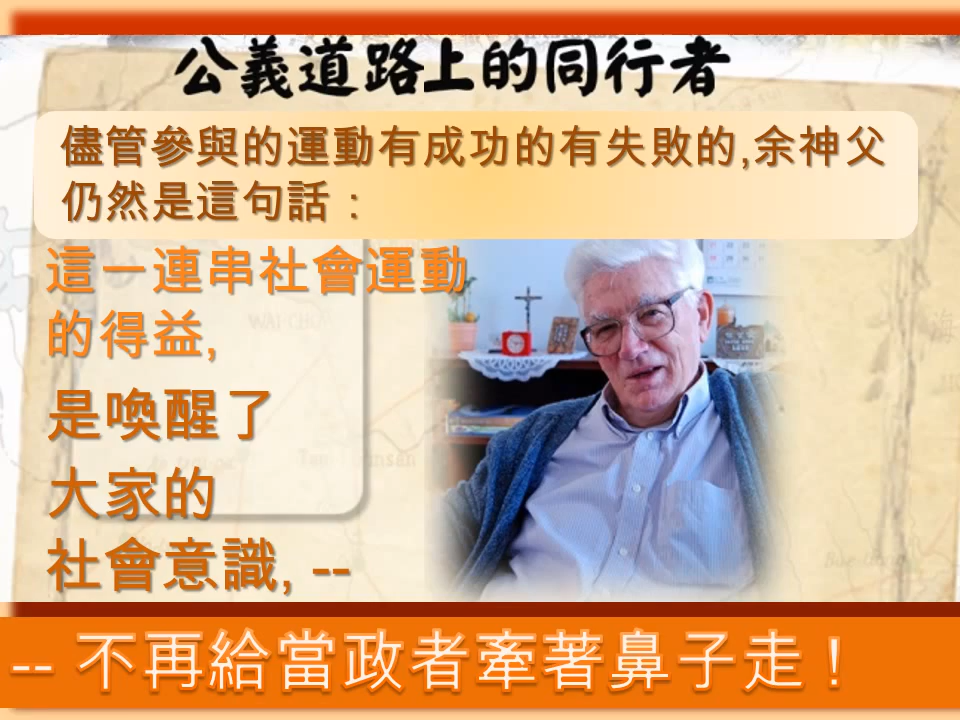 公義道路上的同行者
儘管參與的運動有成功的有失敗的,余神父
仍然是這句話：
這一連串社會運動
的得益,
是喚醒了
大家的
社會意識, --
-- 不再給當政者牽著鼻子走！
WAI CHO
海